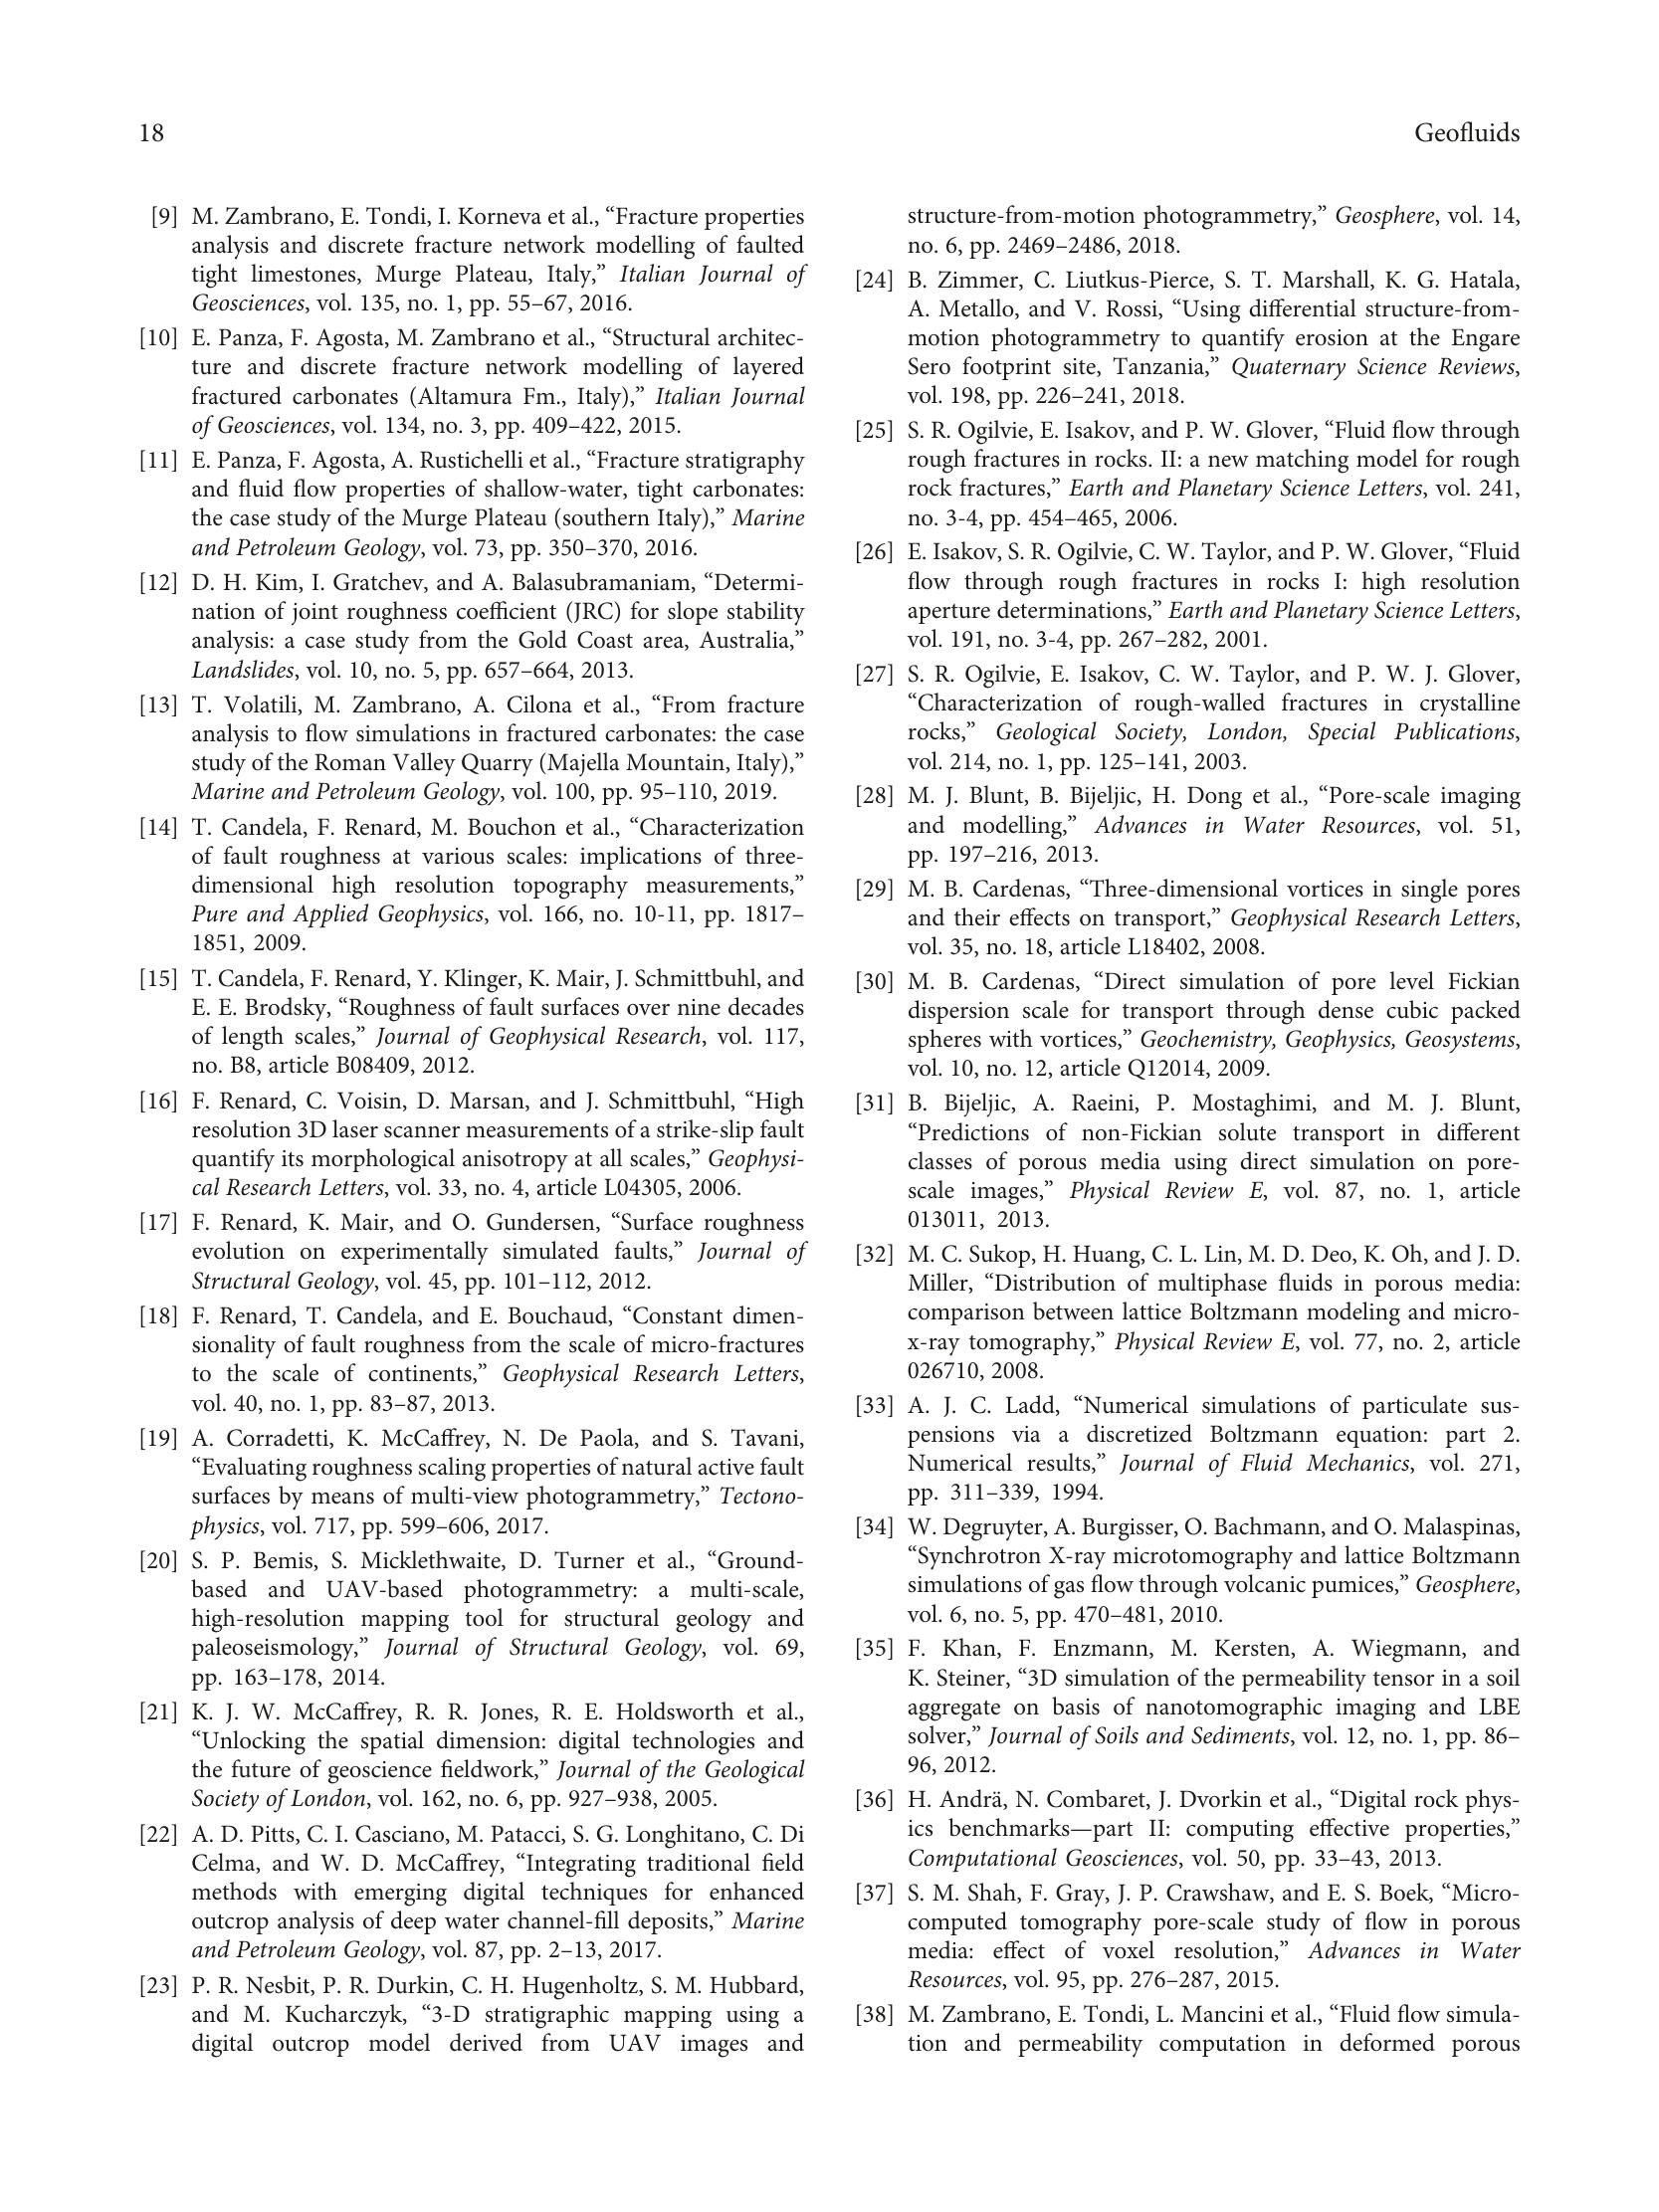 18
Geofluids
[9] M. Zambrano, E. Tondi, I. Korneva et al., “Fracture properties
analysis and discrete fracture network modelling of faulted
tight limestones, Murge Plateau, Italy,” Italian Journal of
Geosciences, vol. 135, no. 1, pp. 55–67, 2016.
[10] E. Panza, F. Agosta, M. Zambrano et al., “Structural architec-
ture and discrete fracture network modelling of layered
fractured carbonates (Altamura Fm., Italy),” Italian Journal
of Geosciences, vol. 134, no. 3, pp. 409–422, 2015.
[11] E. Panza, F. Agosta, A. Rustichelli et al., “Fracture stratigraphy
and fluid flow properties of shallow-water, tight carbonates:
the case study of the Murge Plateau (southern Italy),” Marine
and Petroleum Geology, vol. 73, pp. 350–370, 2016.
[12] D. H. Kim, I. Gratchev, and A. Balasubramaniam, “Determi-
nation of joint roughness coefficient (JRC) for slope stability
analysis: a case study from the Gold Coast area, Australia,”
Landslides, vol. 10, no. 5, pp. 657–664, 2013.
[13] T. Volatili, M. Zambrano, A. Cilona et al., “From fracture
analysis to flow simulations in fractured carbonates: the case
study of the Roman Valley Quarry (Majella Mountain, Italy),”
Marine and Petroleum Geology, vol. 100, pp. 95–110, 2019.
[14] T. Candela, F. Renard, M. Bouchon et al., “Characterization
of fault roughness at various scales: implications of three-
dimensional high resolution topography measurements,”
Pure and Applied Geophysics, vol. 166, no. 10-11, pp. 1817–
1851, 2009.
[15] T. Candela, F. Renard, Y. Klinger, K. Mair, J. Schmittbuhl, and
E. E. Brodsky, “Roughness of fault surfaces over nine decades
of length scales,” Journal of Geophysical Research, vol. 117,
no. B8, article B08409, 2012.
[16] F. Renard, C. Voisin, D. Marsan, and J. Schmittbuhl, “High
resolution 3D laser scanner measurements of a strike-slip fault
quantify its morphological anisotropy at all scales,” Geophysi-
cal Research Letters, vol. 33, no. 4, article L04305, 2006.
[17] F. Renard, K. Mair, and O. Gundersen, “Surface roughness
evolution on experimentally simulated faults,” Journal of
Structural Geology, vol. 45, pp. 101–112, 2012.
[18] F. Renard, T. Candela, and E. Bouchaud, “Constant dimen-
sionality of fault roughness from the scale of micro-fractures
to the scale of continents,” Geophysical Research Letters,
vol. 40, no. 1, pp. 83–87, 2013.
[19] A. Corradetti, K. McCaffrey, N. De Paola, and S. Tavani,
“Evaluating roughness scaling properties of natural active fault
surfaces by means of multi-view photogrammetry,” Tectono-
physics, vol. 717, pp. 599–606, 2017.
[20] S. P. Bemis, S. Micklethwaite, D. Turner et al., “Ground-
based and UAV-based photogrammetry: a multi-scale,
high-resolution mapping tool for structural geology and
paleoseismology,” Journal of Structural Geology, vol. 69,
pp. 163–178, 2014.
[21] K. J. W. McCaffrey, R. R. Jones, R. E. Holdsworth et al.,
“Unlocking the spatial dimension: digital technologies and
the future of geoscience fieldwork,” Journal of the Geological
Society of London, vol. 162, no. 6, pp. 927–938, 2005.
[22] A. D. Pitts, C. I. Casciano, M. Patacci, S. G. Longhitano, C. Di
Celma, and W. D. McCaffrey, “Integrating traditional field
methods with emerging digital techniques for enhanced
outcrop analysis of deep water channel-fill deposits,” Marine
and Petroleum Geology, vol. 87, pp. 2–13, 2017.
[23] P. R. Nesbit, P. R. Durkin, C. H. Hugenholtz, S. M. Hubbard,
and M. Kucharczyk, “3-D stratigraphic mapping using a
digital outcrop model derived from UAV images and
structure-from-motion photogrammetry,” Geosphere, vol. 14,
no. 6, pp. 2469–2486, 2018.
[24] B. Zimmer, C. Liutkus-Pierce, S. T. Marshall, K. G. Hatala,
A. Metallo, and V. Rossi, “Using differential structure-from-
motion photogrammetry to quantify erosion at the Engare
Sero footprint site, Tanzania,” Quaternary Science Reviews,
vol. 198, pp. 226–241, 2018.
[25] S. R. Ogilvie, E. Isakov, and P. W. Glover, “Fluid flow through
rough fractures in rocks. II: a new matching model for rough
rock fractures,” Earth and Planetary Science Letters, vol. 241,
no. 3-4, pp. 454–465, 2006.
[26] E. Isakov, S. R. Ogilvie, C. W. Taylor, and P. W. Glover, “Fluid
flow through rough fractures in rocks I: high resolution
aperture determinations,” Earth and Planetary Science Letters,
vol. 191, no. 3-4, pp. 267–282, 2001.
[27] S. R. Ogilvie, E. Isakov, C. W. Taylor, and P. W. J. Glover,
“Characterization of rough-walled fractures in crystalline
rocks,” Geological Society, London, Special Publications,
vol. 214, no. 1, pp. 125–141, 2003.
[28] M. J. Blunt, B. Bijeljic, H. Dong et al., “Pore-scale imaging
and modelling,” Advances in Water Resources, vol. 51,
pp. 197–216, 2013.
[29] M. B. Cardenas, “Three-dimensional vortices in single pores
and their effects on transport,” Geophysical Research Letters,
vol. 35, no. 18, article L18402, 2008.
[30] M. B. Cardenas, “Direct simulation of pore level Fickian
dispersion scale for transport through dense cubic packed
spheres with vortices,” Geochemistry, Geophysics, Geosystems,
vol. 10, no. 12, article Q12014, 2009.
[31] B. Bijeljic, A. Raeini, P. Mostaghimi, and M. J. Blunt,
“Predictions of non-Fickian solute transport in different
classes of porous media using direct simulation on pore-
scale images,” Physical Review E, vol. 87, no. 1, article
013011, 2013.
[32] M. C. Sukop, H. Huang, C. L. Lin, M. D. Deo, K. Oh, and J. D.
Miller, “Distribution of multiphase fluids in porous media:
comparison between lattice Boltzmann modeling and micro-
x-ray tomography,” Physical Review E, vol. 77, no. 2, article
026710, 2008.
[33] A. J. C. Ladd, “Numerical simulations of particulate sus-
pensions via a discretized Boltzmann equation: part 2.
Numerical results,” Journal of Fluid Mechanics, vol. 271,
pp. 311–339, 1994.
[34] W. Degruyter, A. Burgisser, O. Bachmann, and O. Malaspinas,
“Synchrotron X-ray microtomography and lattice Boltzmann
simulations of gas flow through volcanic pumices,” Geosphere,
vol. 6, no. 5, pp. 470–481, 2010.
[35] F. Khan, F. Enzmann, M. Kersten, A. Wiegmann, and
K. Steiner, “3D simulation of the permeability tensor in a soil
aggregate on basis of nanotomographic imaging and LBE
solver,” Journal of Soils and Sediments, vol. 12, no. 1, pp. 86–
96, 2012.
[36] H. Andrä, N. Combaret, J. Dvorkin et al., “Digital rock phys-
ics benchmarks—part II: computing effective properties,”
Computational Geosciences, vol. 50, pp. 33–43, 2013.
[37] S. M. Shah, F. Gray, J. P. Crawshaw, and E. S. Boek, “Micro-
computed tomography pore-scale study of flow in porous
media: effect of voxel resolution,” Advances in Water
Resources, vol. 95, pp. 276–287, 2015.
[38] M. Zambrano, E. Tondi, L. Mancini et al., “Fluid flow simula-
tion and permeability computation in deformed porous